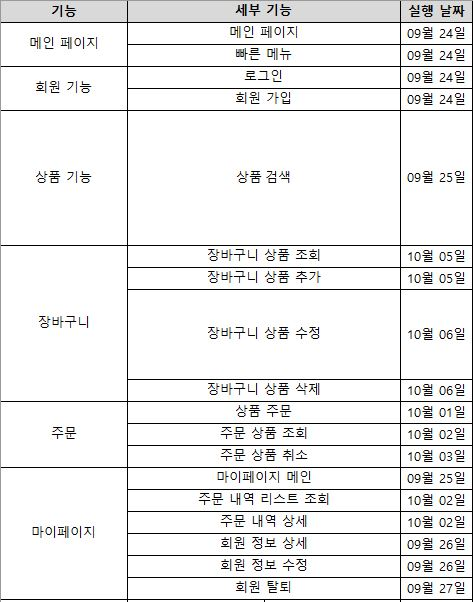 기능 세부 기능 실행 날짜
메인 페이지 메인 페이지 09월 24일
빠른 메뉴 09월 24일
회원 기능 로그인 09월 24일
회원 가입 09월 24일
상품 기능 상품 검색 09월 25일
장바구니 장바구니 상품 조회 10월 05일
장바구니 상품 추가 10월 05일
장바구니 상품 수정 10월 06일
장바구니 상품 삭제 10월 06일
주문 상품 주문 10월 01일
주문 상품 조회 10월 02일
주문 상품 취소 10월 03일
마이페이지 마이페이지 메인 09월 25일
주문 내역 리스트 조회 10월 02일
주문 내역 상세 10월 02일
회원 정보 상세 09월 26일
회원 정보 수정 09월 26일
회원 탈퇴 09월 27일